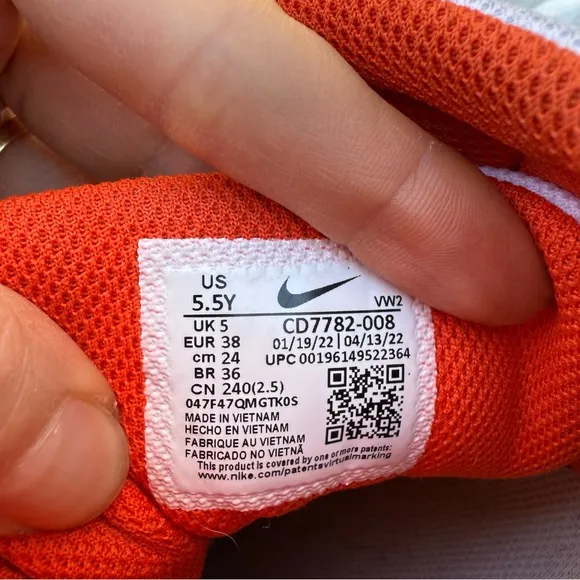 US
5.5Y VW2
UK 5 CD7782-008
EUR 38 01/19/22 | 04/13/22
cm 24 UPC 00196149522364
BR 36
CN 240(2.5)
047F47QMGTK0S
MADE IN VIETNAM
HECHO EN VIETNAM
FABRIQUE AU VIETNAM
FABRICADO NO VIETNÃ
This product is covered by one or more patents:
www.nike.com/patentsvirtualmarking